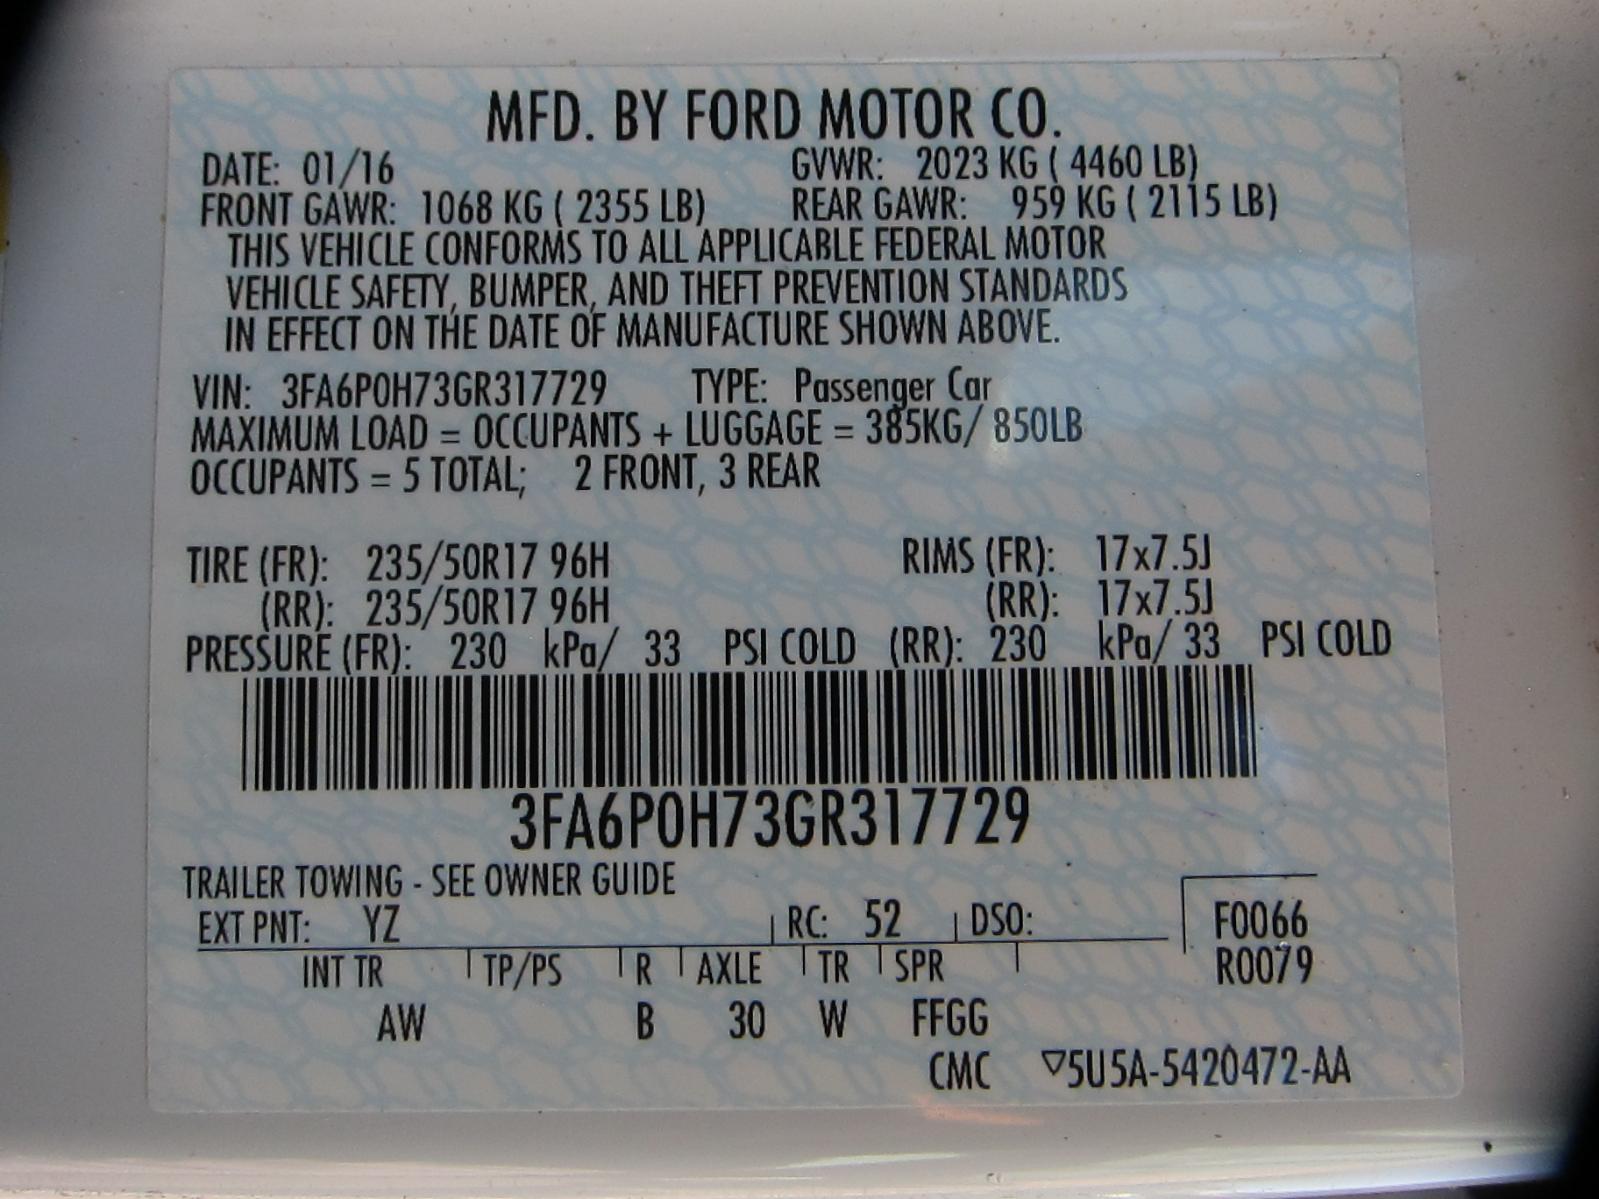 MFD. BY FORD MOTOR CO.
DATE: 01/16 GVWR: 2023 KG ( 4460 LB)
FRONT GAWR: 1068 KG ( 2355 LB) REAR GAWR: 959 KG ( 2115 LB)
THIS VEHICLE CONFORMS TO ALL APPLICABLE FEDERAL MOTOR
VEHICLE SAFETY, BUMPER, AND THEFT PREVENTION STANDARDS
IN EFFECT ON THE DATE OF MANUFACTURE SHOWN ABOVE.
VIN: 3FA6P0H73GR317729 TYPE: Passenger Car
MAXIMUM LOAD = OCCUPANTS + LUGGAGE = 385KG/ 850LB
OCCUPANTS = 5 TOTAL; 2 FRONT, 3 REAR
TIRE (FR): 235/50R17 96H RIMS (FR): 17x7.5J
(RR): 235/50R17 96H (RR): 17x7.5J
PRESSURE (FR): 230 kPa/ 33 PSI COLD (RR): 230 kPa/ 33 PSI COLD
3FA6P0H73GR317729
TRAILER TOWING - SEE OWNER GUIDE
EXT PNT: YZ RC: 52 DSO: F0066
INT TR TP/PS R AXLE TR SPR R0079
AW B 30 W FFGG
CMC ▽5U5A-5420472-AA